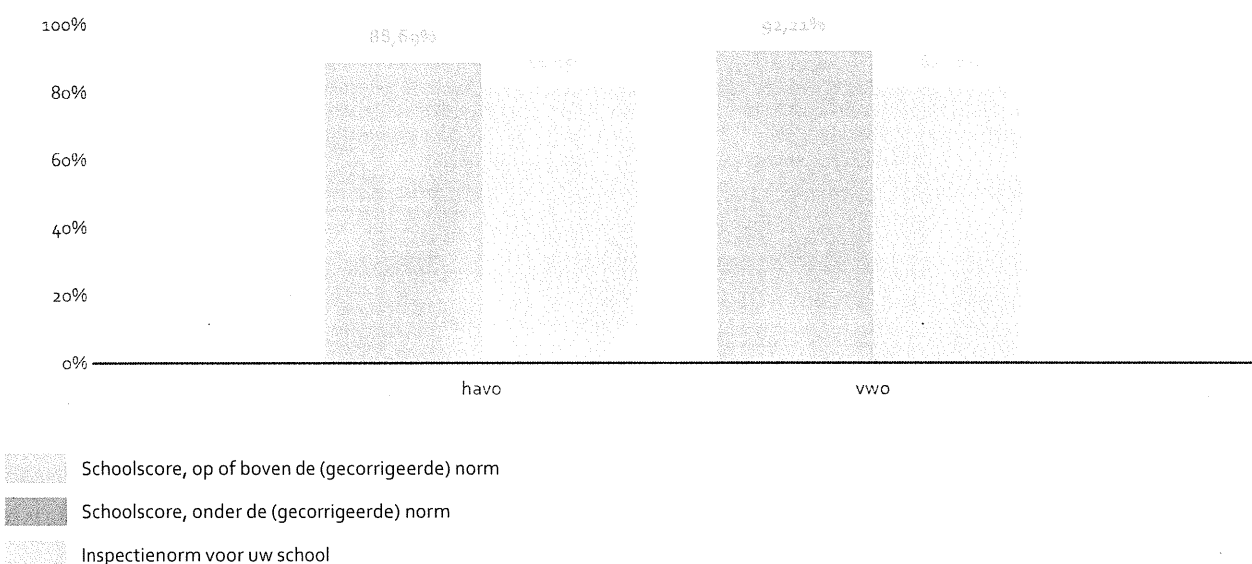 100%
88,69%
92,21%
80%
60%
40%
20%
0%
havo
vwo
Schoolscore, op of boven de (gecorrigeerde) norm
Schoolscore, onder de (gecorrigeerde) norm
Inspectienorm voor uw school